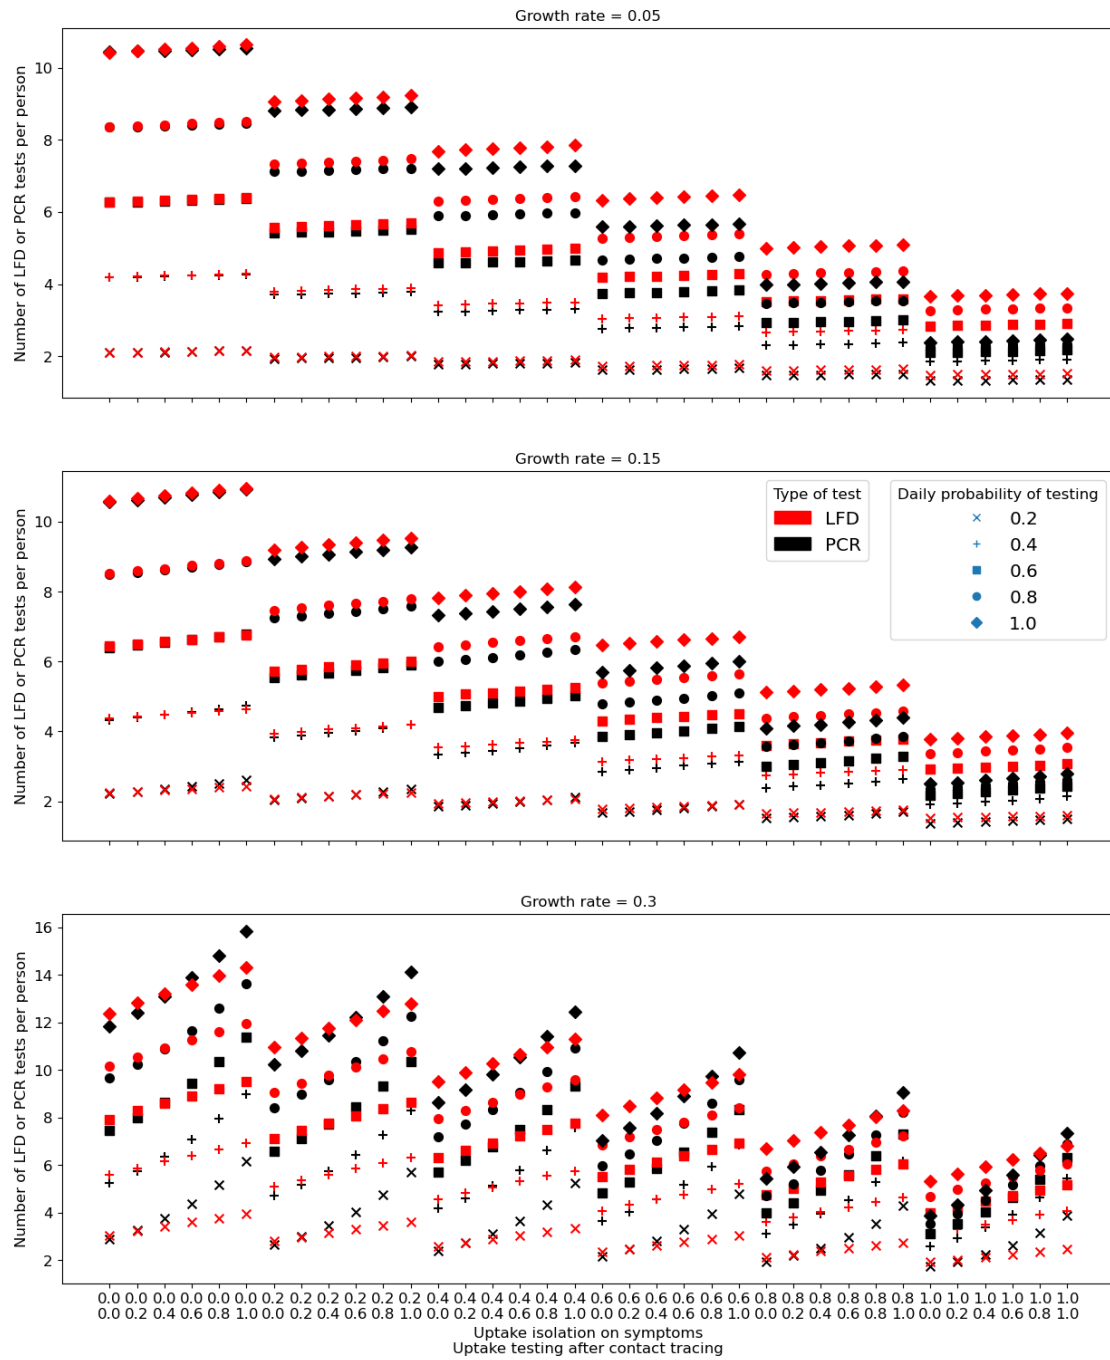 Growth rate = 0.05
Number of LFD or PCR tests per person
10
8
6
4
2
Growth rate = 0.15
Number of LFD or PCR tests per person
10
8
6
4
2
Type of test
LFD
PCR
Daily probability of testing
0.2
0.4
0.6
0.8
1.0
Growth rate = 0.3
Number of LFD or PCR tests per person
16
14
12
10
8
6
4
2
0.0 0.0 0.0 0.0 0.0 0.0 0.2 0.2 0.2 0.2 0.2 0.2 0.4 0.4 0.4 0.4 0.4 0.4 0.6 0.6 0.6 0.6 0.6 0.6 0.8 0.8 0.8 0.8 0.8 0.8 1.0 1.0 1.0 1.0 1.0 1.0
0.0 0.2 0.4 0.6 0.8 1.0 0.0 0.2 0.4 0.6 0.8 1.0 0.0 0.2 0.4 0.6 0.8 1.0 0.0 0.2 0.4 0.6 0.8 1.0 0.0 0.2 0.4 0.6 0.8 1.0 0.0 0.2 0.4 0.6 0.8 1.0
Uptake isolation on symptoms
Uptake testing after contact tracing